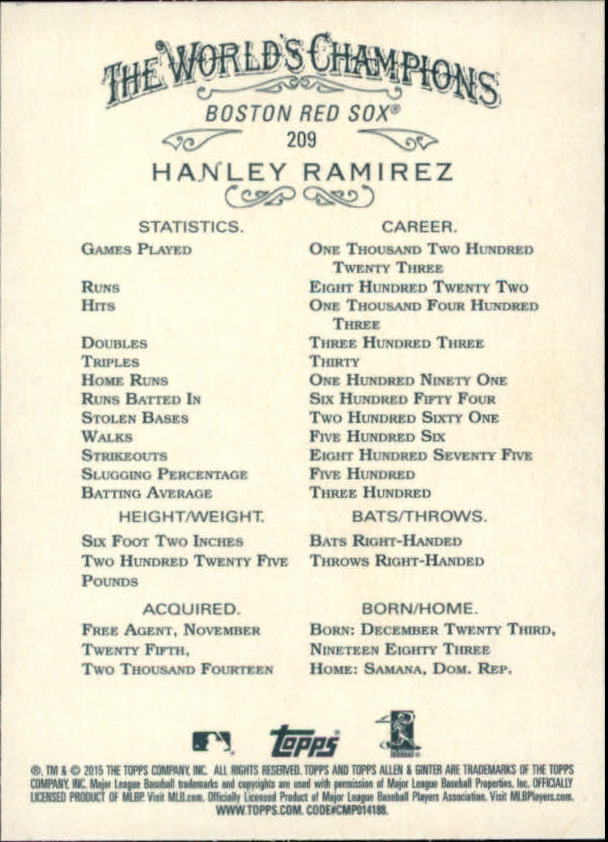 THE WORLD'S CHAMPIONS
BOSTON RED SOX®
209
HANLEY RAMIREZ
STATISTICS. CAREER.
GAMES PLAYED ONE THOUSAND TWO HUNDRED
TWENTY THREE
RUNS EIGHT HUNDRED TWENTY TWO
HITS ONE THOUSAND FOUR HUNDRED
THREE
DOUBLES THREE HUNDRED THREE
TRIPLES THIRTY
HOME RUNS ONE HUNDRED NINETY ONE
RUNS BATTED IN SIX HUNDRED FIFTY FOUR
STOLEN BASES TWO HUNDRED SIXTY ONE
WALKS FIVE HUNDRED SIX
STRIKEOUTS EIGHT HUNDRED SEVENTY FIVE
SLUGGING PERCENTAGE FIVE HUNDRED
BATTING AVERAGE THREE HUNDRED
HEIGHT/WEIGHT. BATS/THROWS.
SIX FOOT TWO INCHES BATS RIGHT-HANDED
TWO HUNDRED TWENTY FIVE THROWS RIGHT-HANDED
POUNDS
ACQUIRED. BORN/HOME.
FREE AGENT, NOVEMBER BORN: DECEMBER TWENTY THIRD,
TWENTY FIFTH, NINETEEN EIGHTY THREE
TWO THOUSAND FOURTEEN HOME: SAMANA, DOM. REP.
topps
®, TM & © 2015 THE TOPPS COMPANY, INC. ALL RIGHTS RESERVED. TOPPS AND TOPPS ALLEN & GINTER ARE TRADEMARKS OF THE TOPPS
COMPANY, INC. Major League Baseball trademarks and copyrights are used with permission of Major League Baseball Properties, Inc. OFFICIALLY
LICENSED PRODUCT OF MLBP. Visit MLB.com. Officially Licensed Product of Major League Baseball Players Association. Visit MLBPlayers.com.
WWW.TOPPS.COM. CODE#CMP014188.